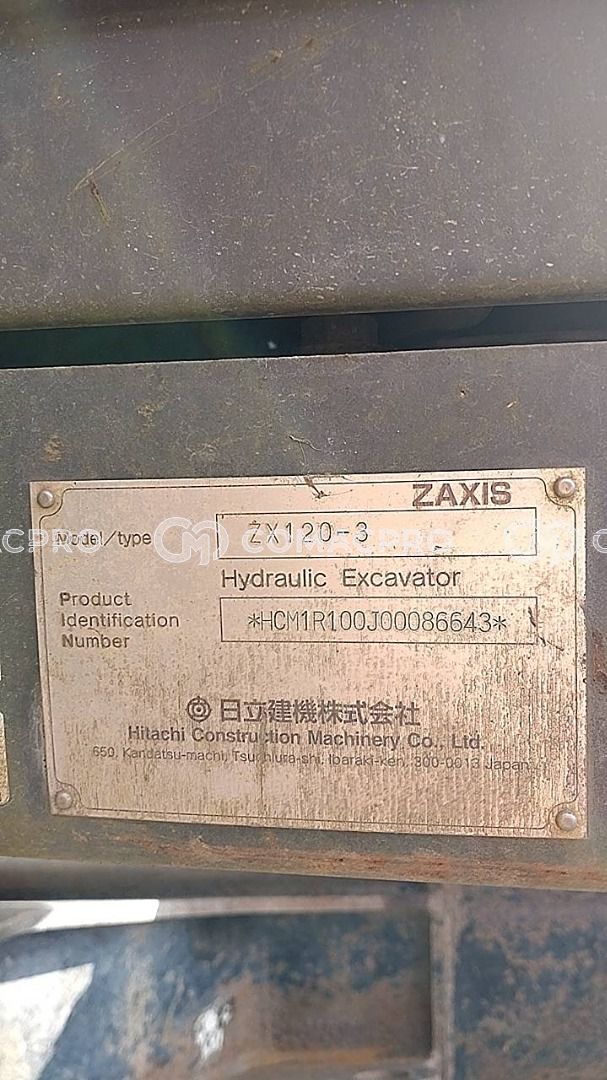 ZAXIS
Model/type ZX120-3
Hydraulic Excavator
Product
Identification
Number
*HCM1R100J00086643*
日立建機株式会社
Hitachi Construction Machinery Co., Ltd.
650, Kandatsu-machi, Tsuchiura-shi, Ibaraki-ken, 300-0013 Japan
COMACPRO